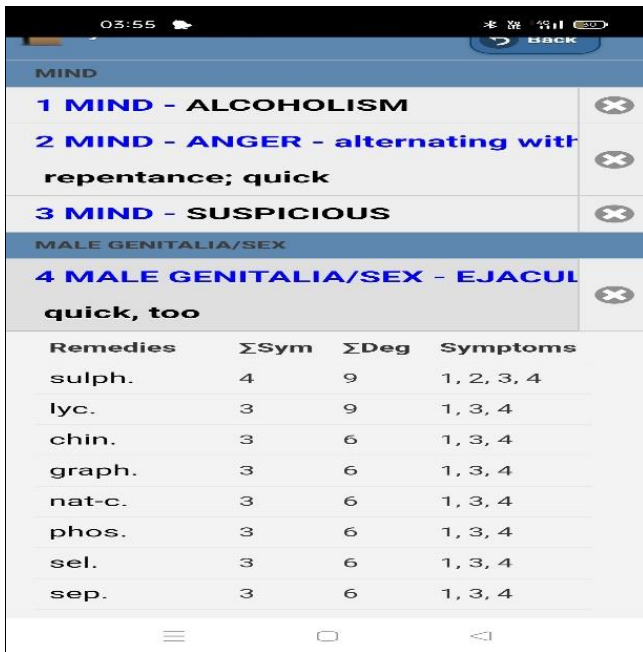 03:55
Back
MIND
1 MIND - ALCOHOLISM
2 MIND - ANGER - alternating with
repentance; quick
3 MIND - SUSPICIOUS
MALE GENITALIA/SEX
4 MALE GENITALIA/SEX - EJACUL
quick, too
Remedies ΣSym ΣDeg Symptoms
sulph. 4 9 1, 2, 3, 4
lyc. 3 9 1, 3, 4
chin. 3 6 1, 3, 4
graph. 3 6 1, 3, 4
nat-c. 3 6 1, 3, 4
phos. 3 6 1, 3, 4
sel. 3 6 1, 3, 4
sep. 3 6 1, 3, 4